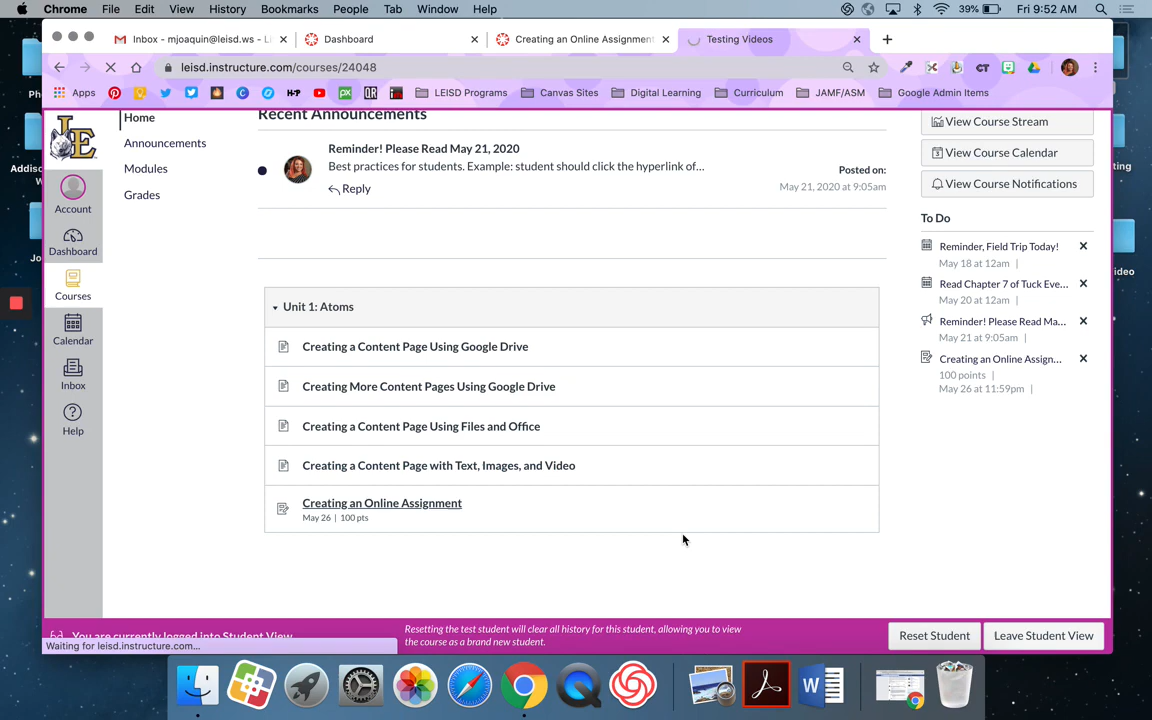 Chrome File Edit View History Bookmarks People Tab Window Help 39% Fri 9:52 AM
Inbox - mjoaquin@leisd.ws - L Dashboard Creating an Online Assignment Testing Videos
leisd.instructure.com/courses/24048
Apps LEISD Programs Canvas Sites Digital Learning Curriculum JAMF/ASM Google Admin Items
LE
Account
Dashboard
Courses
Calendar
Inbox
Help
Home
Announcements
Modules
Grades
Recent Announcements
Reminder! Please Read May 21, 2020
Best practices for students. Example: student should click the hyperlink of...
Reply
Posted on:
May 21, 2020 at 9:05am
Unit 1: Atoms
Creating a Content Page Using Google Drive
Creating More Content Pages Using Google Drive
Creating a Content Page Using Files and Office
Creating a Content Page with Text, Images, and Video
Creating an Online Assignment
May 26 | 100 pts
View Course Stream
View Course Calendar
View Course Notifications
To Do
Reminder, Field Trip Today!
May 18 at 12am |
Read Chapter 7 of Tuck Eve...
May 20 at 12am |
Reminder! Please Read Ma...
May 21 at 9:05am |
Creating an Online Assign...
100 points |
May 26 at 11:59pm |
You are currently logged into Student View
Resetting the test student will clear all history for this student, allowing you to view
the course as a brand new student.
Reset Student Leave Student View
Waiting for leisd.instructure.com...